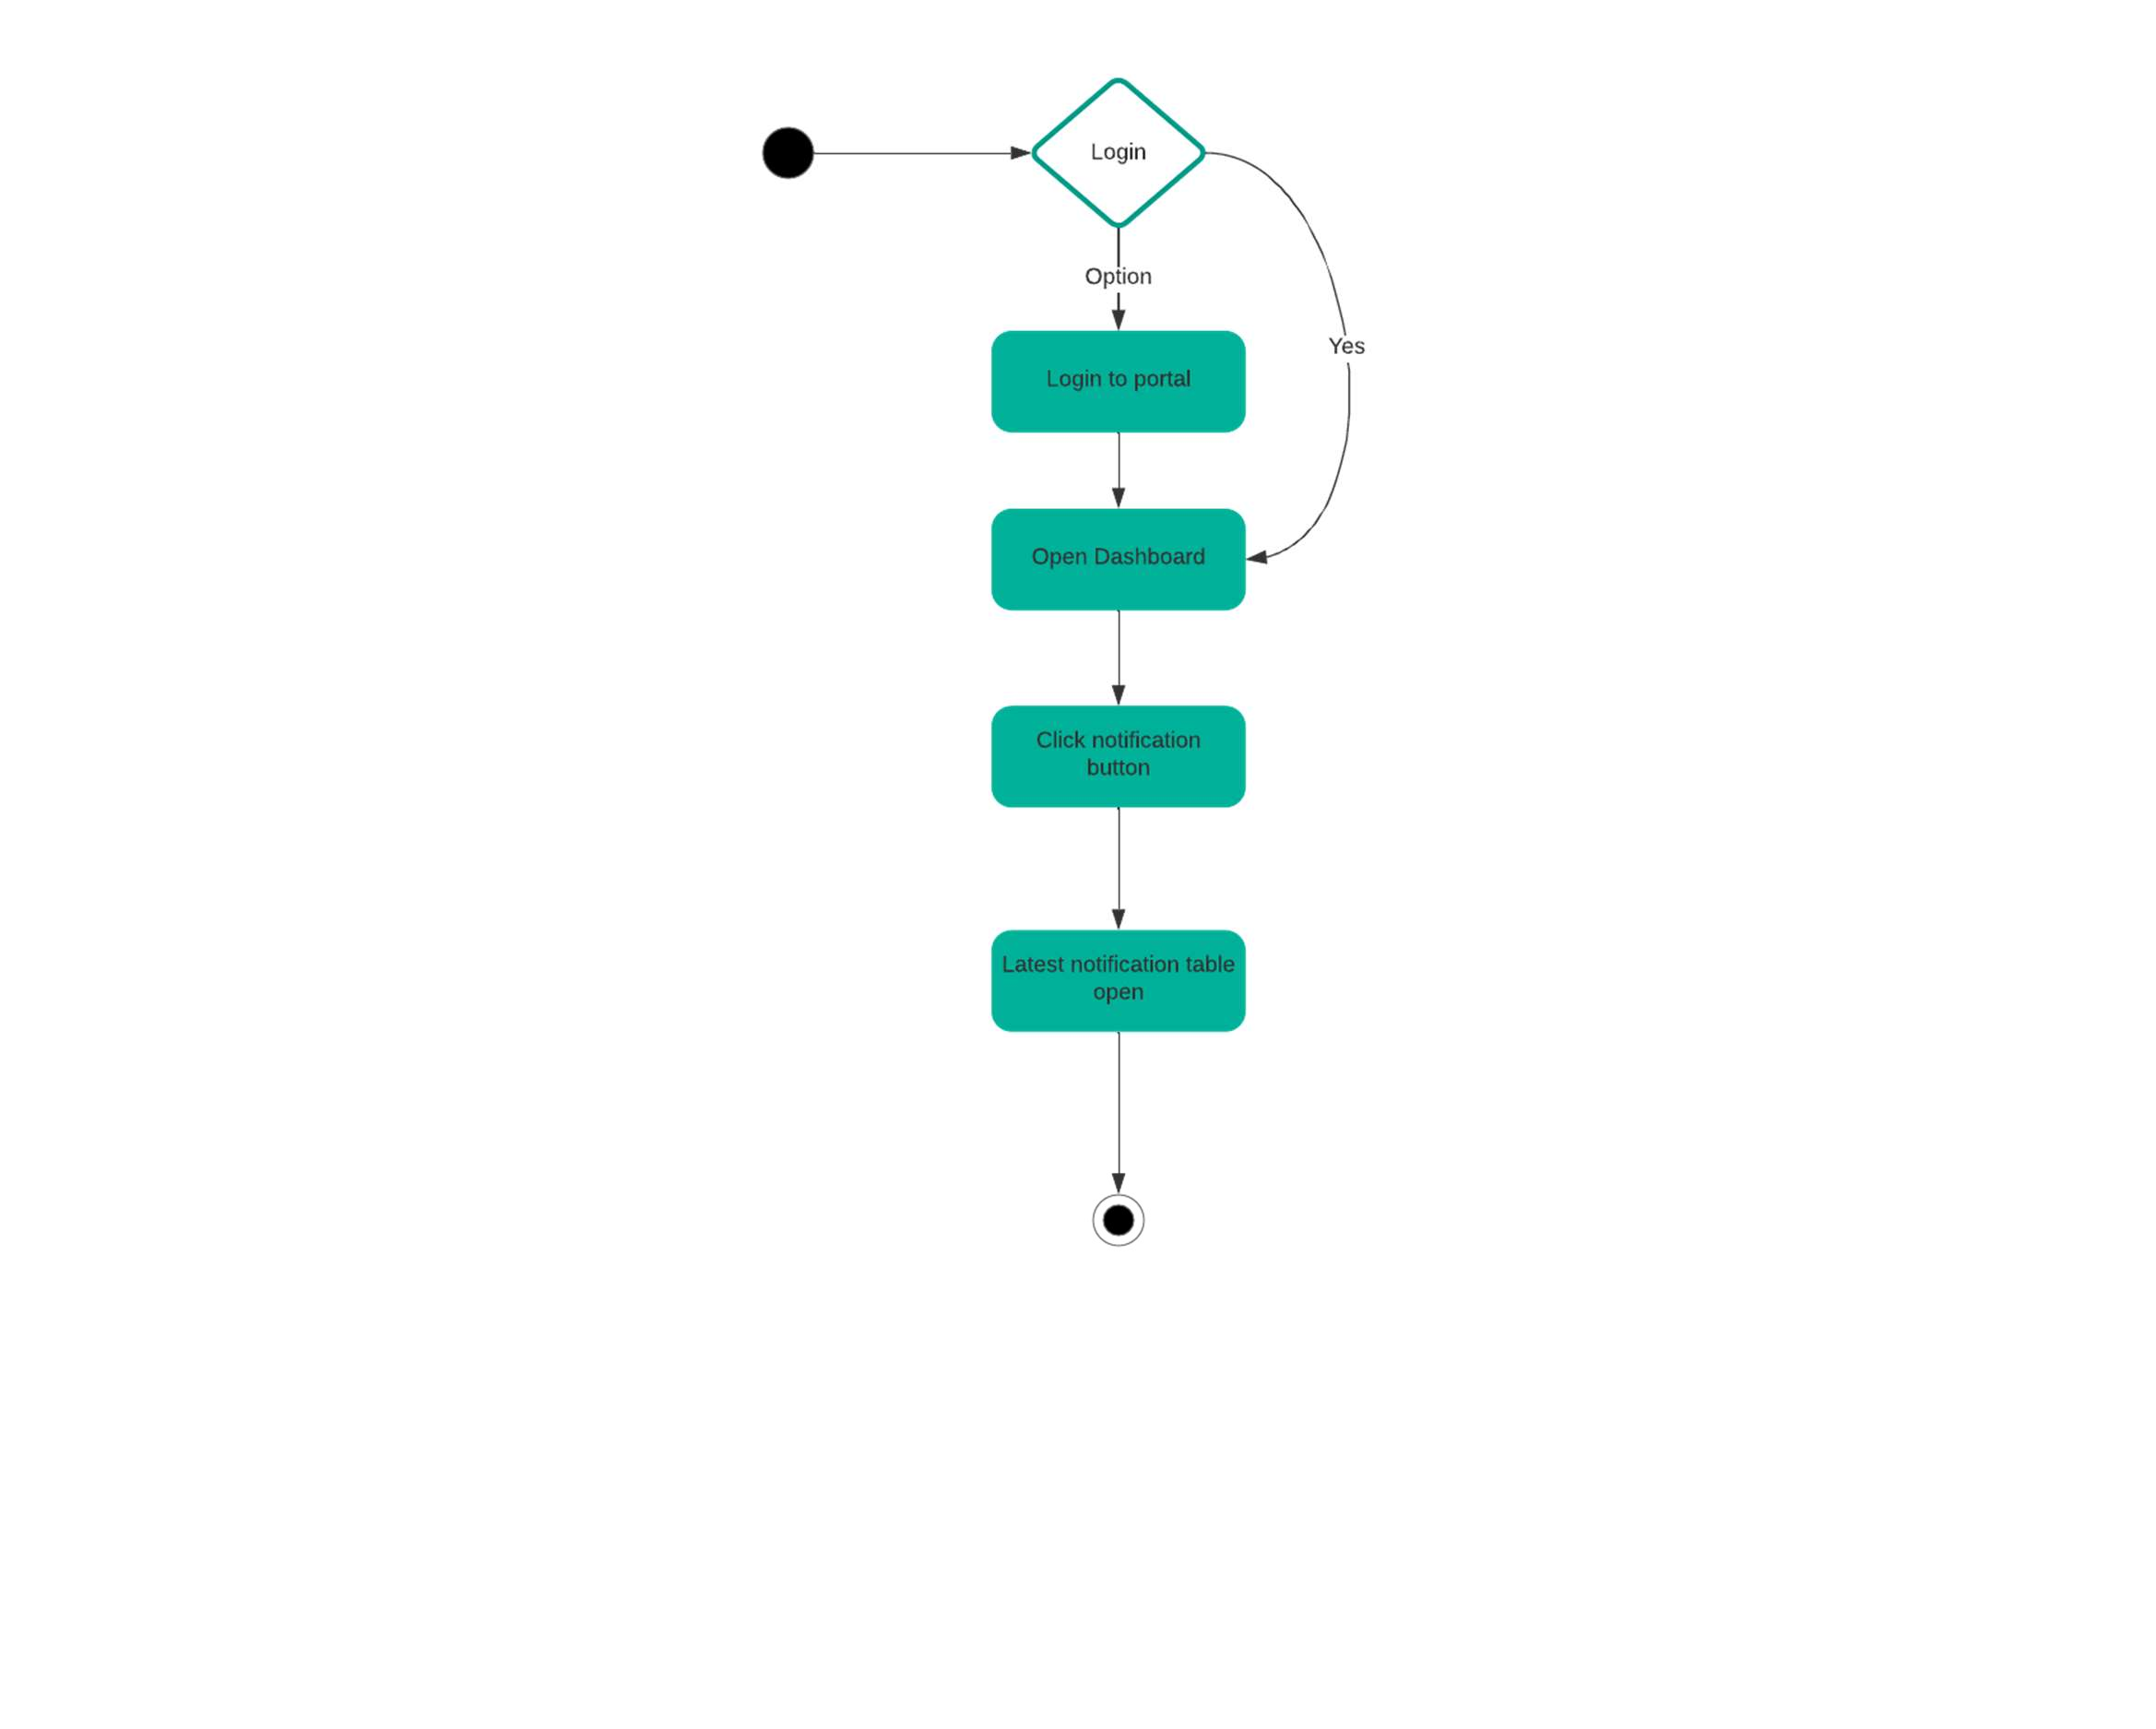 Login
Option
Yes
Login to portal
Open Dashboard
Click notification
button
Latest notification table
open